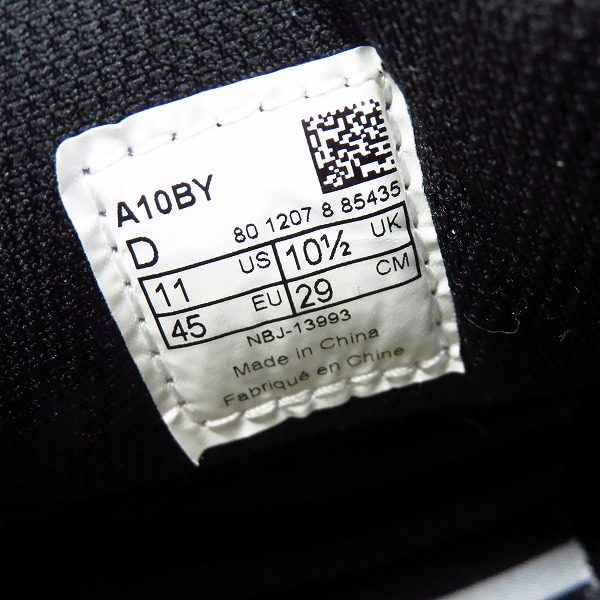 A10BY
D 80 1207 8 85435
11 US 10½ UK
45 EU 29 CM
NBJ-13993
Made in China
Fabriqué en Chine